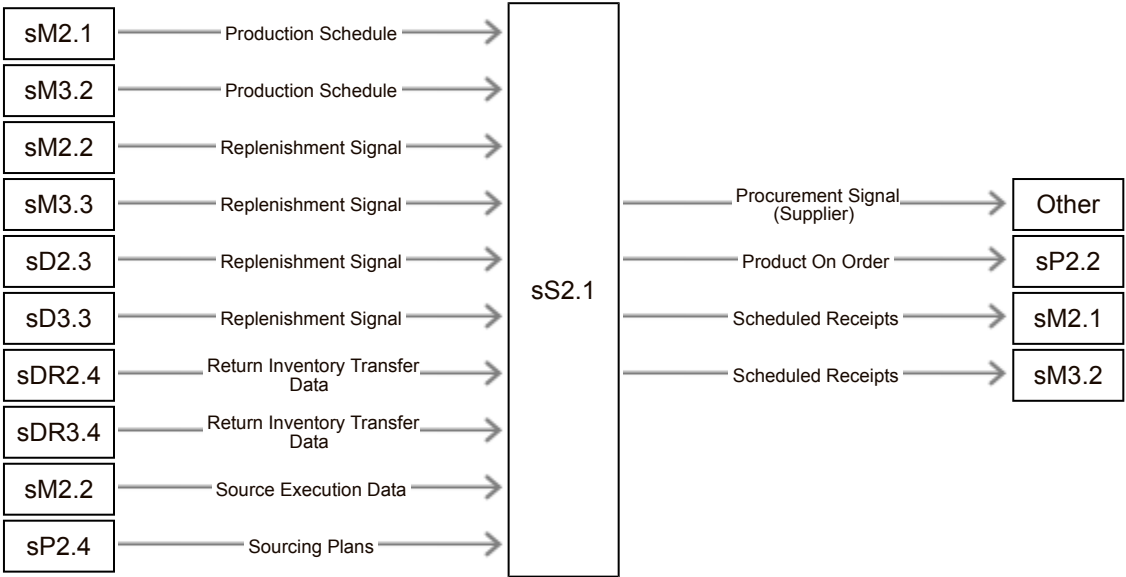 sM2.1
Production Schedule
sM3.2
Production Schedule
sM2.2
Replenishment Signal
sM3.3
Replenishment Signal
sD2.3
Replenishment Signal
sD3.3
Replenishment Signal
sDR2.4
Return Inventory Transfer
Data
sDR3.4
Return Inventory Transfer
Data
sM2.2
Source Execution Data
sP2.4
Sourcing Plans
sS2.1
Procurement Signal
(Supplier)
Other
Product On Order
sP2.2
Scheduled Receipts
sM2.1
Scheduled Receipts
sM3.2